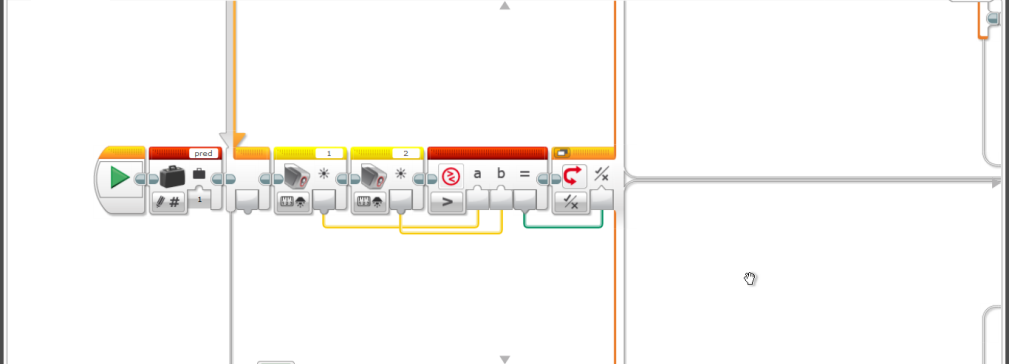 pred 1 2
a b =
# 1 >